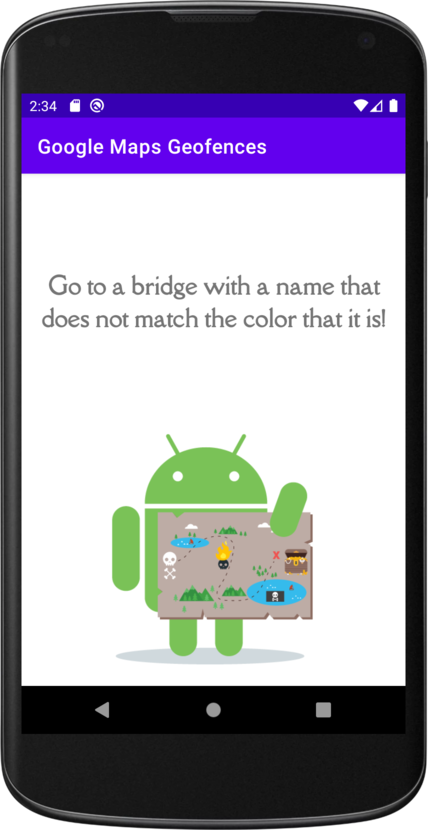 2:34
Google Maps Geofences
Go to a bridge with a name that
does not match the color that it is!
X